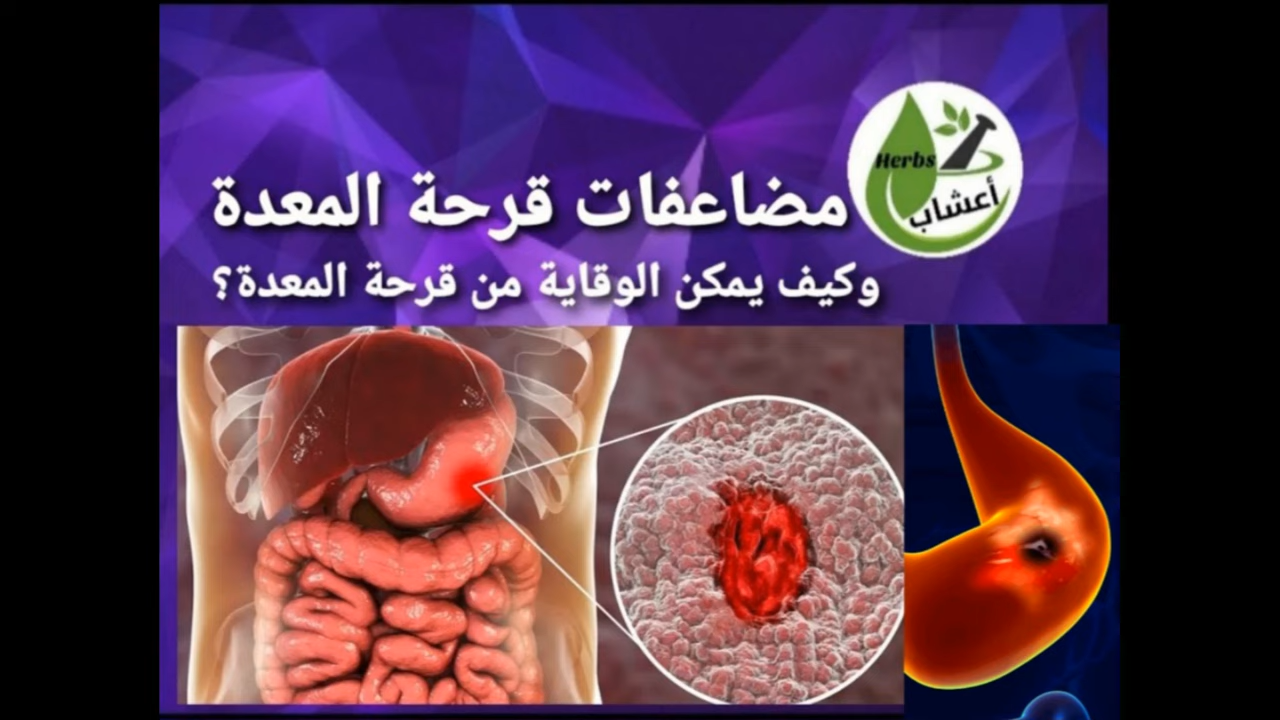 مضاعفات قرحة المعدة
وكيف يمكن الوقاية من قرحة المعدة؟
Herbs
أعشاب